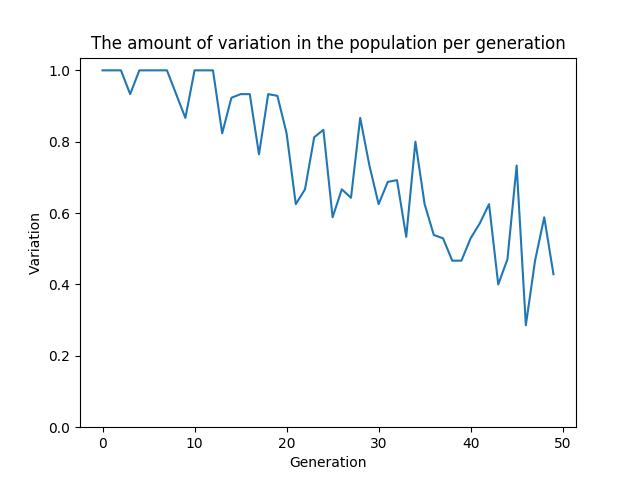 The amount of variation in the population per generation
1.0
0.8
0.6
0.4
0.2
0.0
Variation
0 10 20 30 40 50
Generation